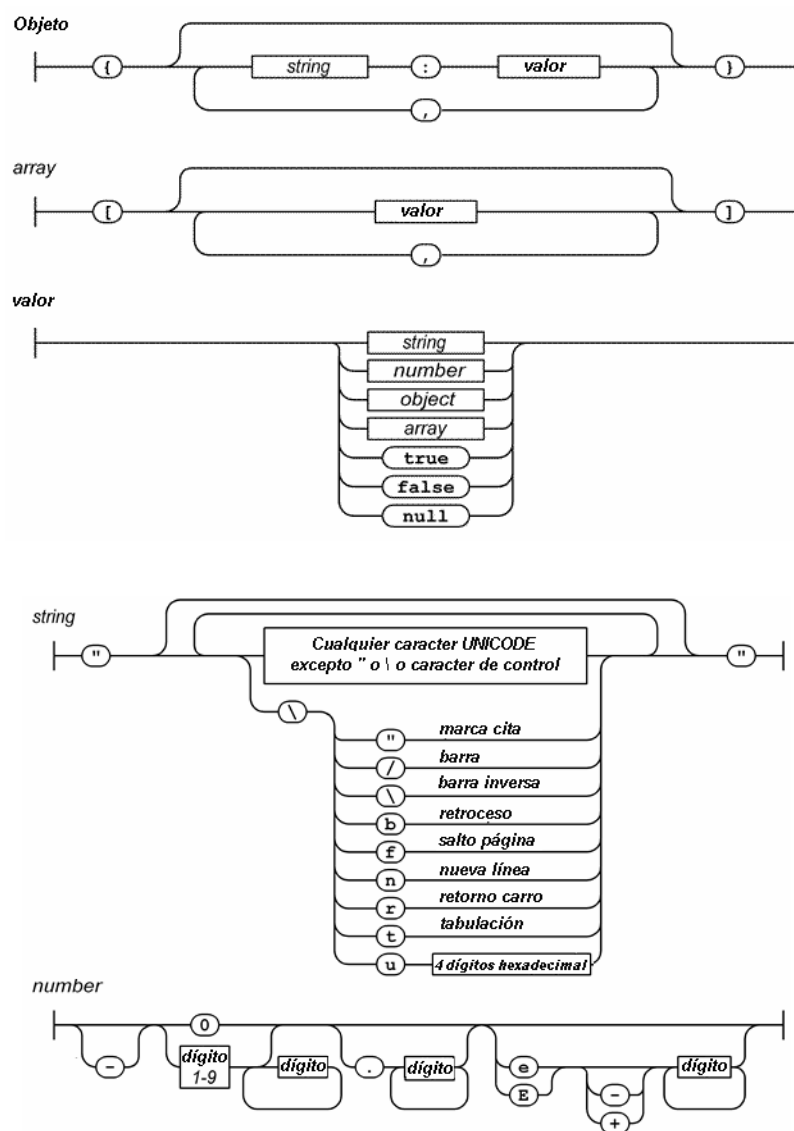 Objeto
{ string : valor }
,
array
[ valor ]
,
valor
string
number
object
array
true
false
null
string
" Cualquier caracter UNICODE "
excepto " o \ o caracter de control
\
" marca cita
/ barra
\ barra inversa
b retroceso
f salto página
n nueva línea
r retorno carro
t tabulación
u 4 dígitos hexadecimal
number
0
- dígito dígito . dígito e dígito
1-9 E -
+